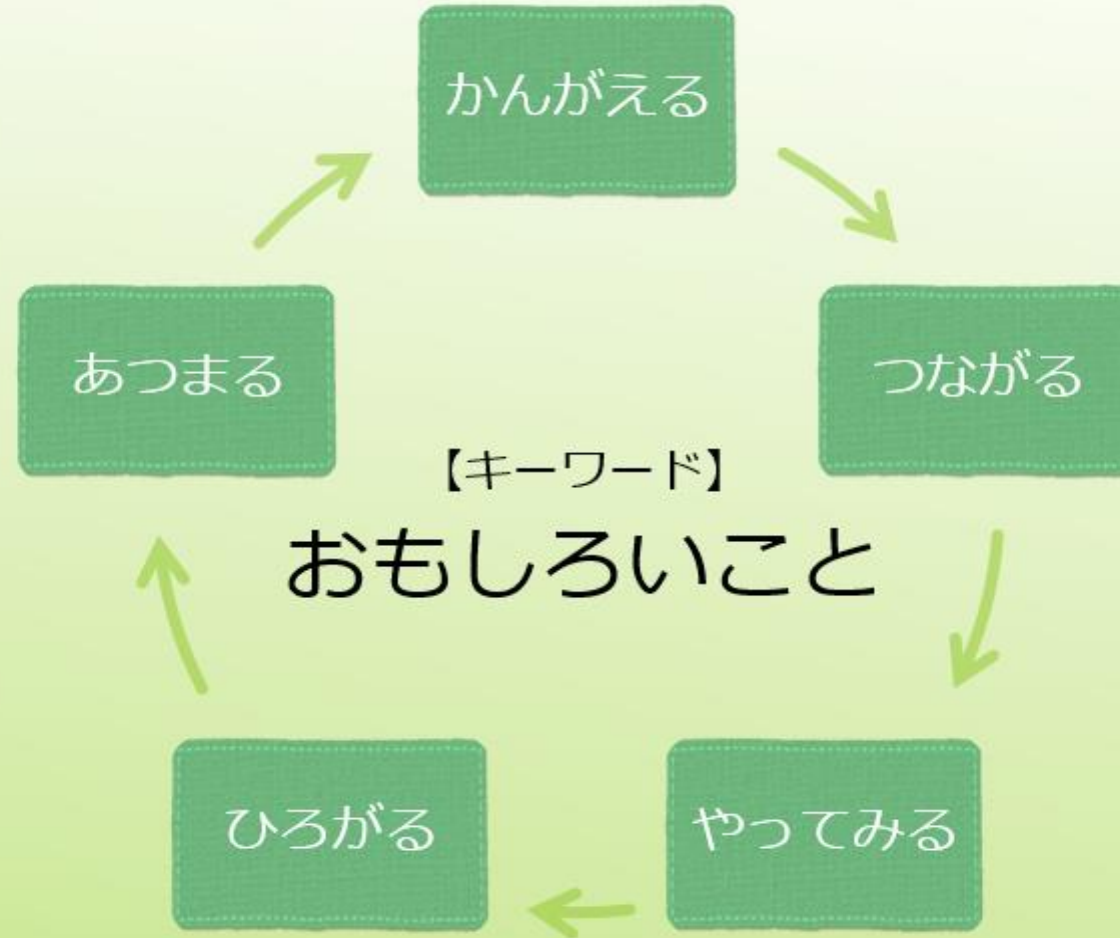 かんがえる
つながる
やってみる
ひろがる
あつまる
【キーワード】
おもしろいこと